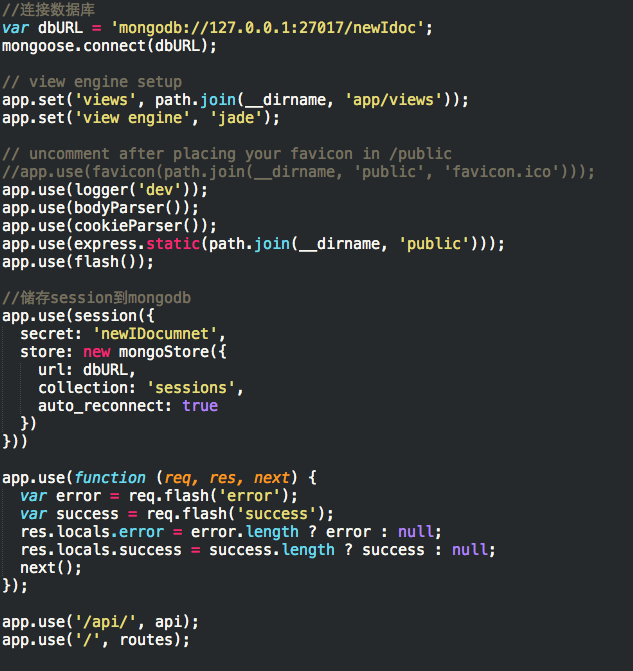 //连接数据库
var dbURL = 'mongodb://127.0.0.1:27017/newIdoc';
mongoose.connect(dbURL);

// view engine setup
app.set('views', path.join(__dirname, 'app/views'));
app.set('view engine', 'jade');

// uncomment after placing your favicon in /public
//app.use(favicon(path.join(__dirname, 'public', 'favicon.ico')));
app.use(logger('dev'));
app.use(bodyParser());
app.use(cookieParser());
app.use(express.static(path.join(__dirname, 'public')));
app.use(flash());

//储存session到mongodb
app.use(session({
  secret: 'newIDocumnet',
  store: new mongoStore({
    url: dbURL,
    collection: 'sessions',
    auto_reconnect: true
  })
}))

app.use(function (req, res, next) {
  var error = req.flash('error');
  var success = req.flash('success');
  res.locals.error = error.length ? error : null;
  res.locals.success = success.length ? success : null;
  next();
});

app.use('/api/', api);
app.use('/', routes);